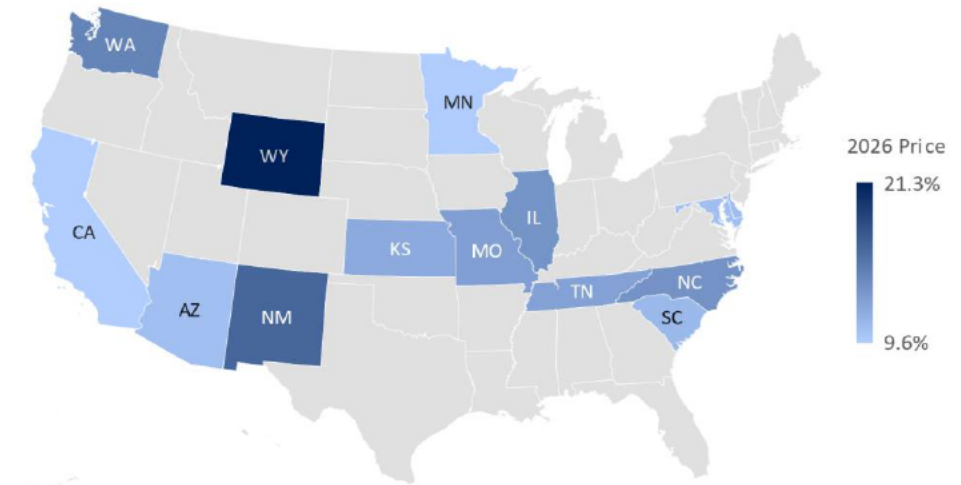 WA
MN
2026 Price
WY
21.3%
IL
CA
KS
MO
NC
TN
AZ
NM
SC
9.6%